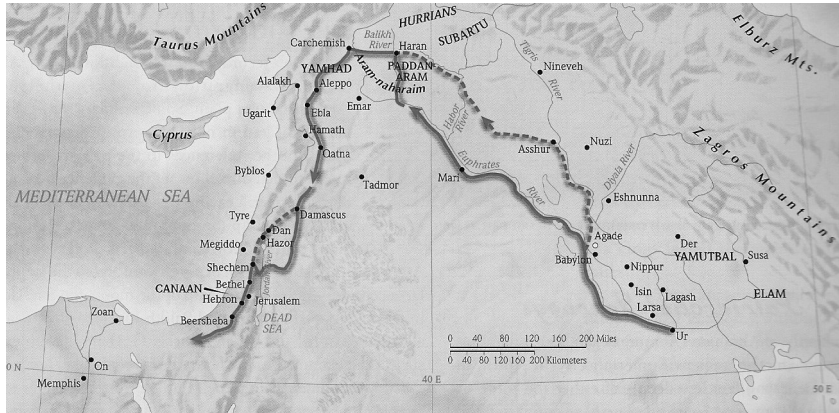 Taurus Mountains
HURRIANS
SUBARTU
Elburz Mts.
Balikh
River
Carchemish
Haran
Tigris
River
Nineveh
Alalakh
YAMHAD
Aleppo
Aram-naharaim
PADDAN-
ARAM
Emar
Ugarit
Ebla
Habor
River
Cyprus
Hamath
Asshur
Nuzi
Zagros Mountains
Qatna
Byblos
Euphrates
River
Mari
Diyala River
Tadmor
MEDITERRANEAN SEA
Eshnunna
Tyre
Damascus
Dan
Hazor
Megiddo
Agade
Der
Babylon
YAMUTBAL
Susa
Shechem
Jordan River
Nippur
Bethel
CANAAN
Hebron
Jerusalem
Isin
Lagash
ELAM
Zoan
Beersheba
DEAD
SEA
Larsa
Ur
0 100 200 Miles
0 40 80 120 160 200 Kilometers
On
0 N
Memphis
40 E
50 E